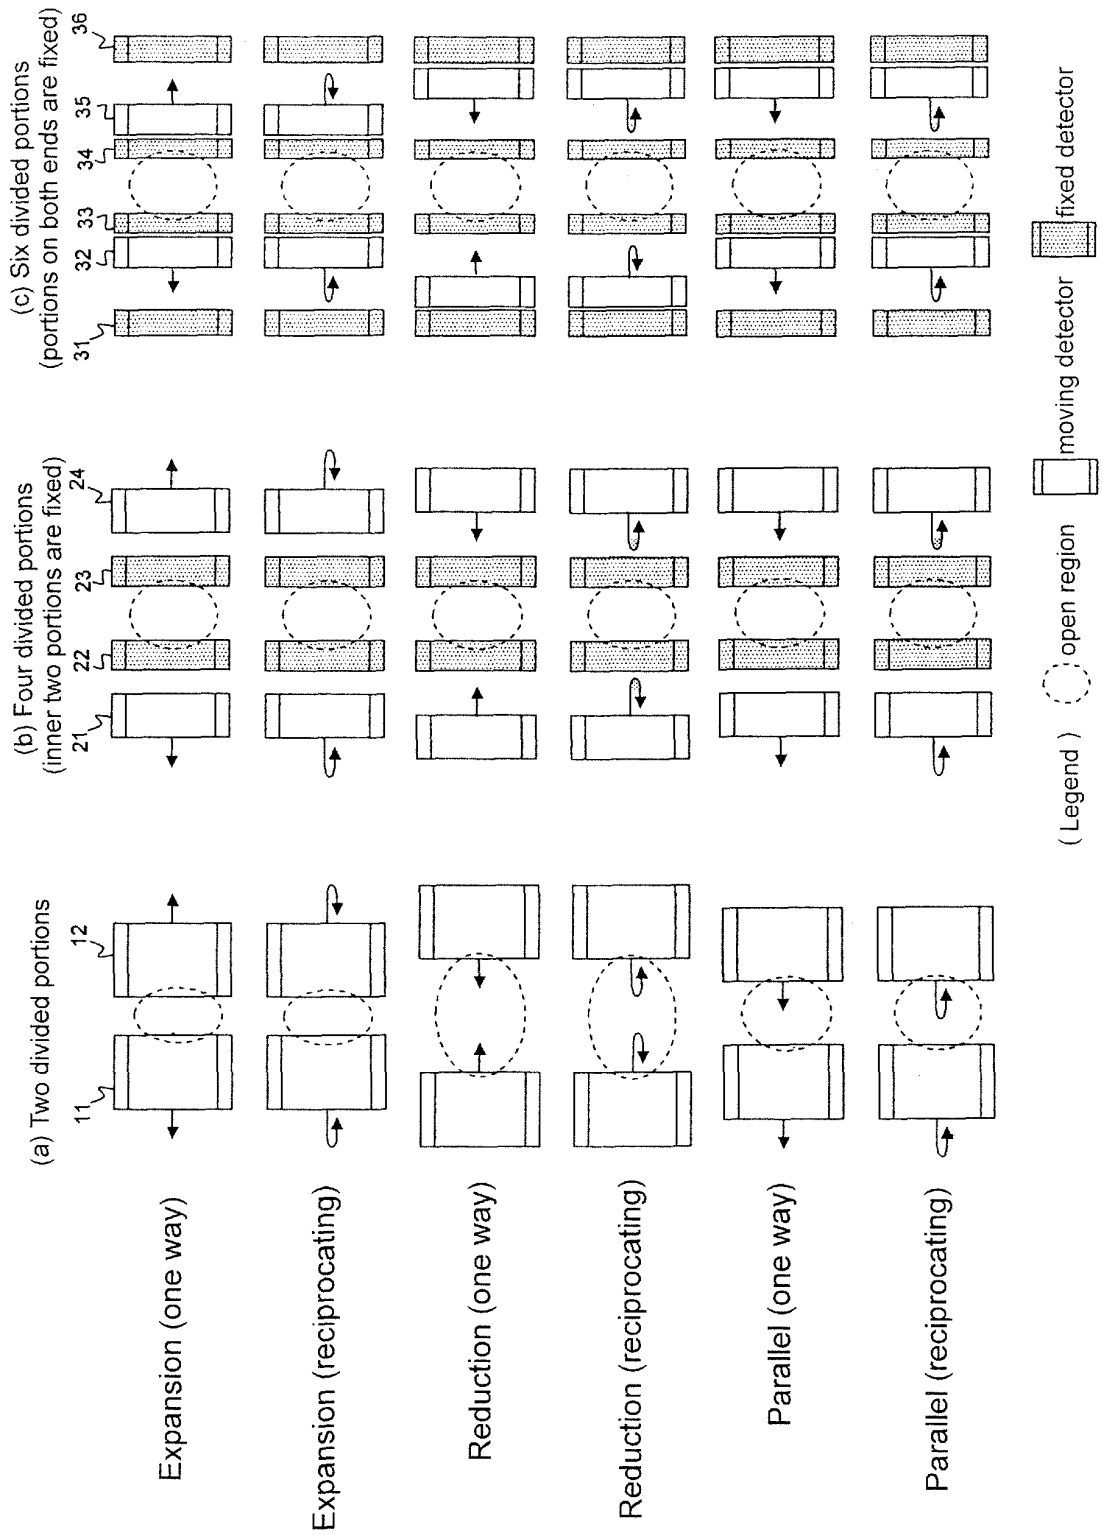 (a) Two divided portions
(b) Four divided portions
(inner two portions are fixed)
(c) Six divided portions
(portions on both ends are fixed)
11
12
21
22
23
24
31
32
33
34
35
36
Expansion (one way)
Expansion (reciprocating)
Reduction (one way)
Reduction (reciprocating)
Parallel (one way)
Parallel (reciprocating)
( Legend ) open region moving detector fixed detector